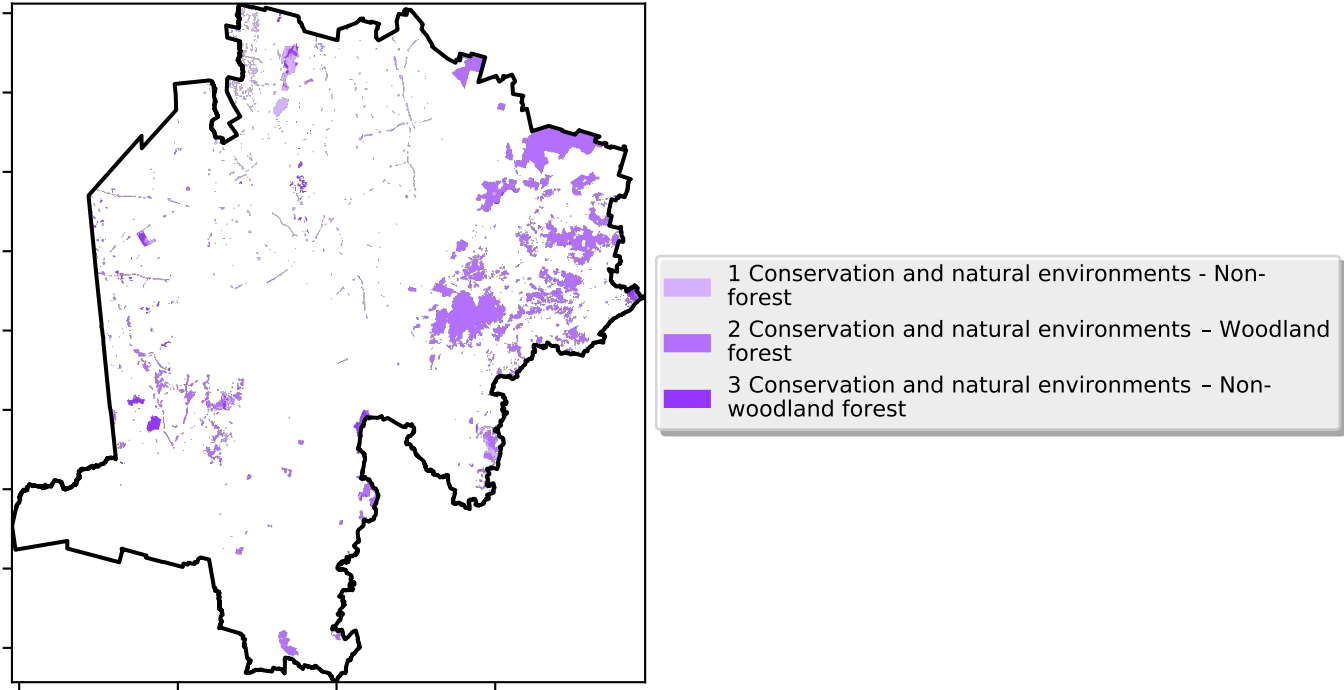 1 Conservation and natural environments - Non-
forest
2 Conservation and natural environments – Woodland
forest
3 Conservation and natural environments – Non-
woodland forest